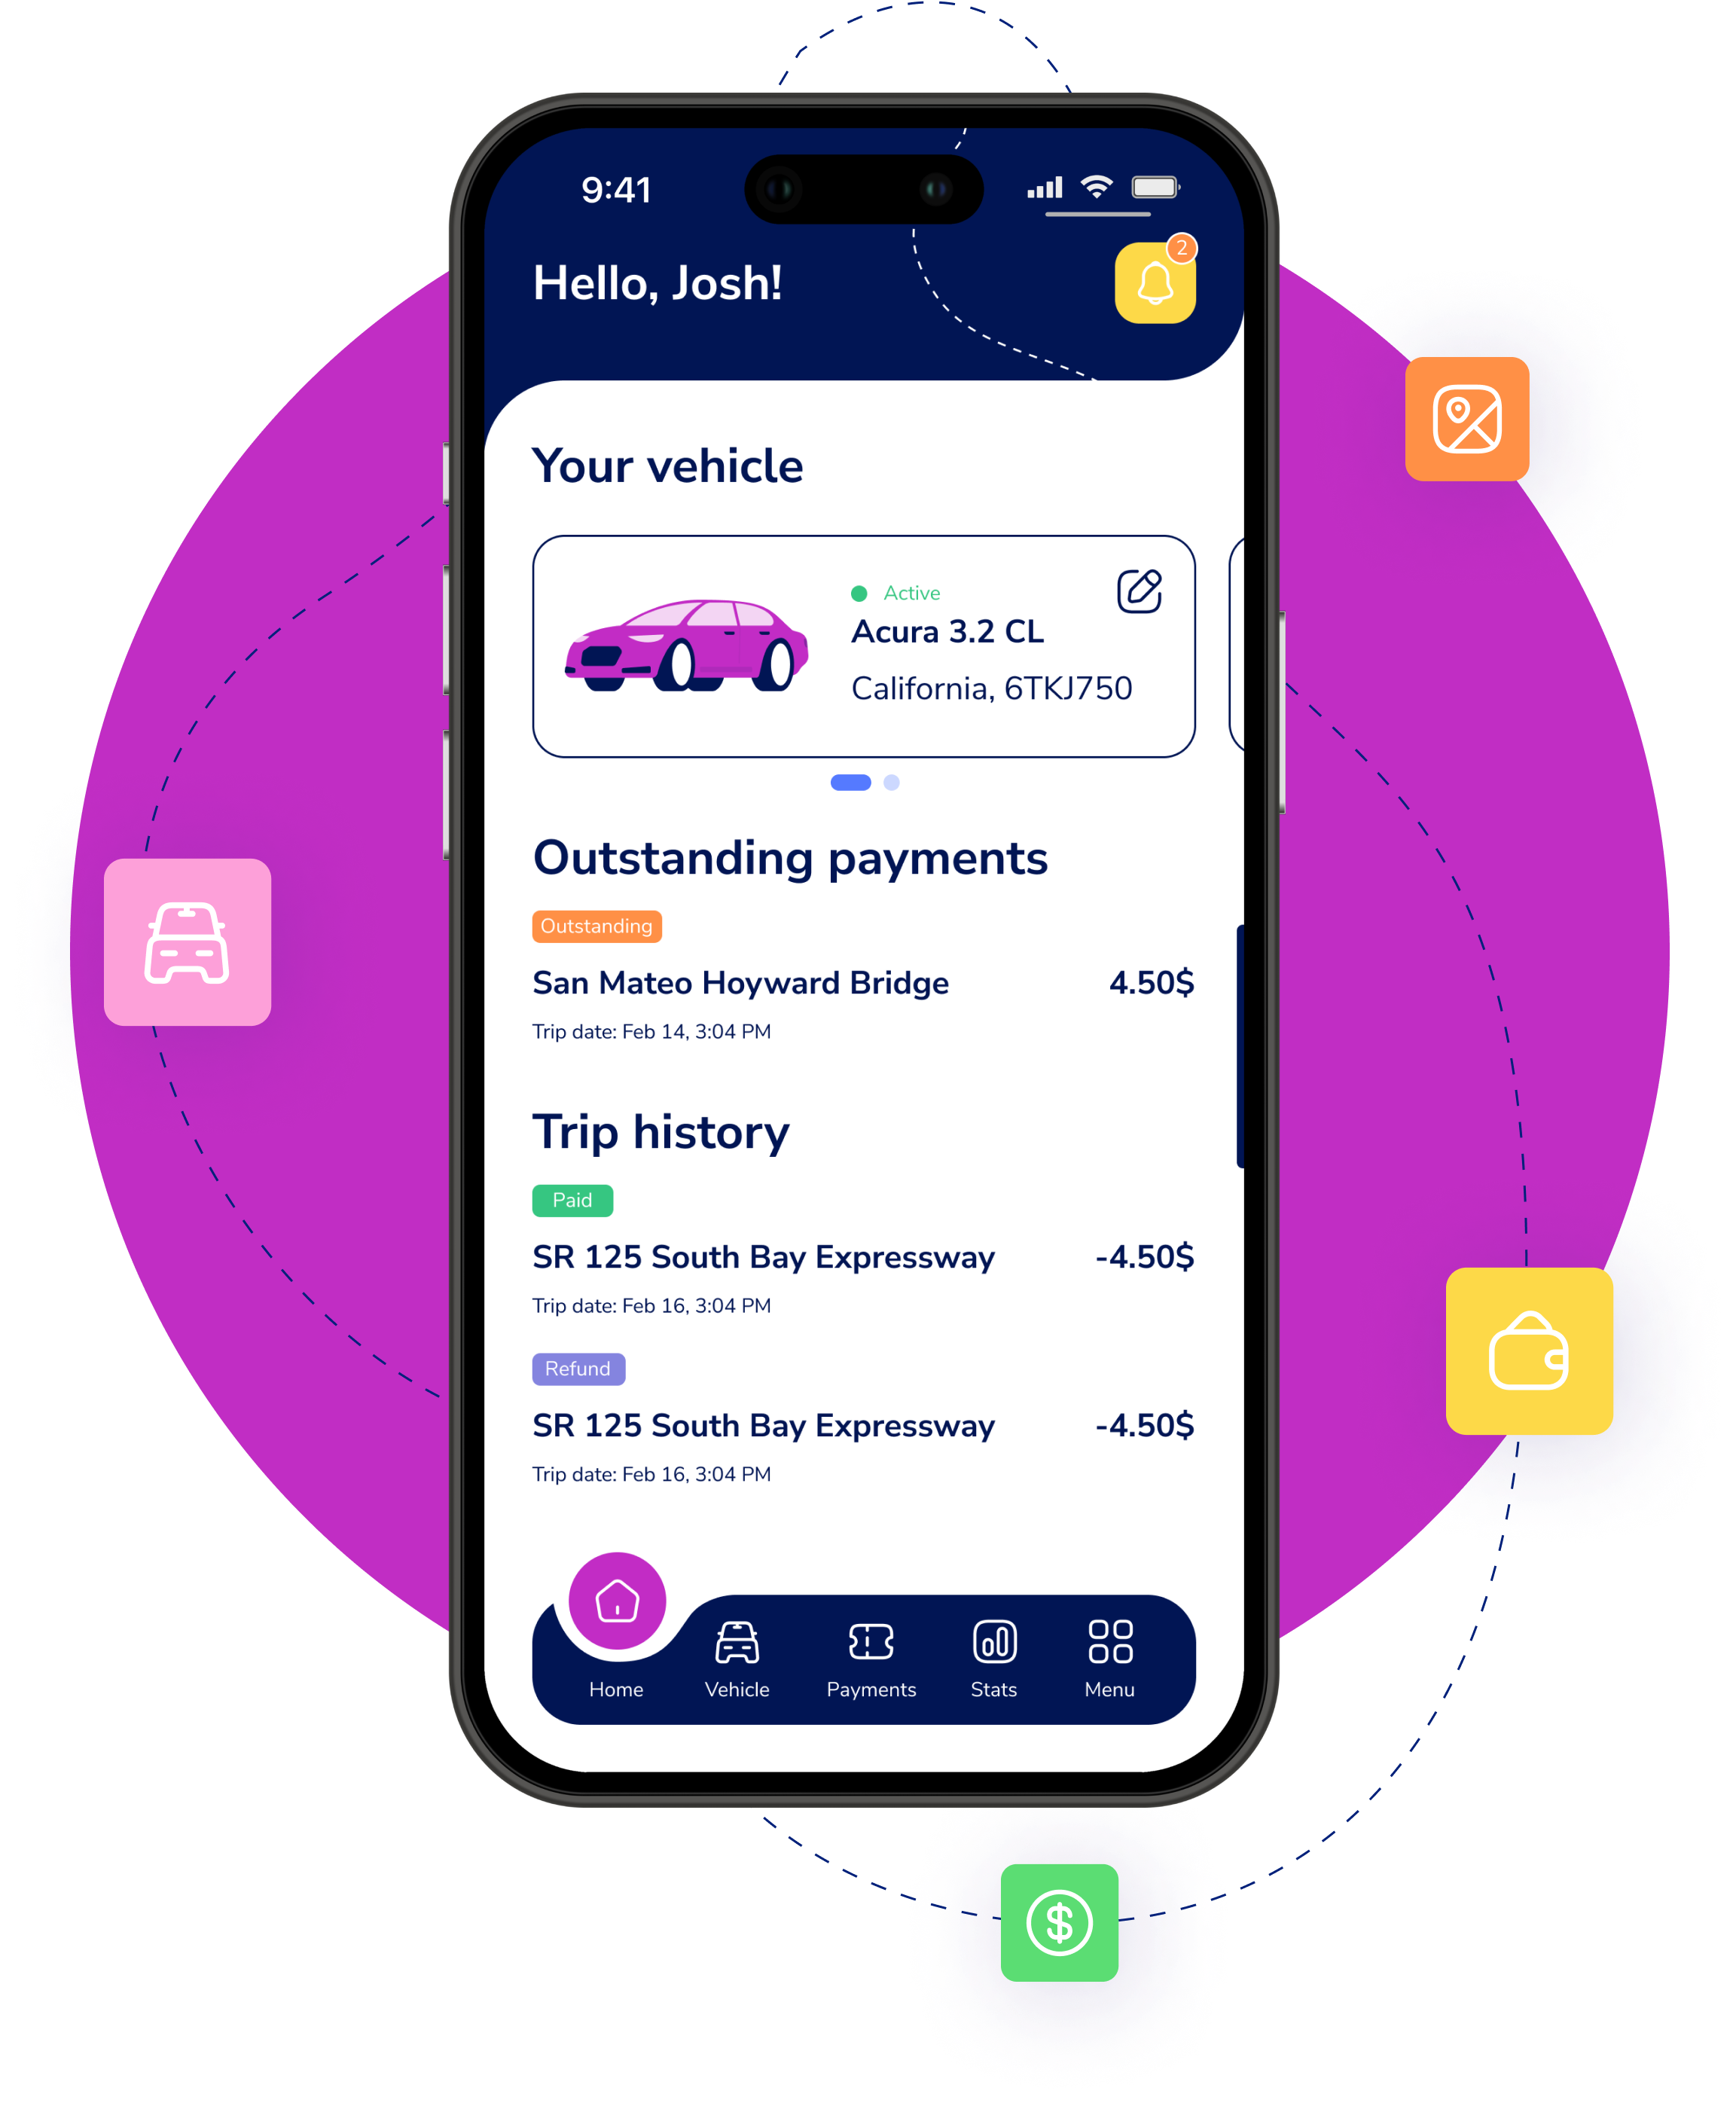 9:41
Hello, Josh!
2
Your vehicle
Active
Acura 3.2 CL
California, 6TKJ750
Outstanding payments
Outstanding
San Mateo Hoyward Bridge 4.50$
Trip date: Feb 14, 3:04 PM
Trip history
Paid
SR 125 South Bay Expressway -4.50$
Trip date: Feb 16, 3:04 PM
Refund
SR 125 South Bay Expressway -4.50$
Trip date: Feb 16, 3:04 PM
Home Vehicle Payments Stats Menu
$